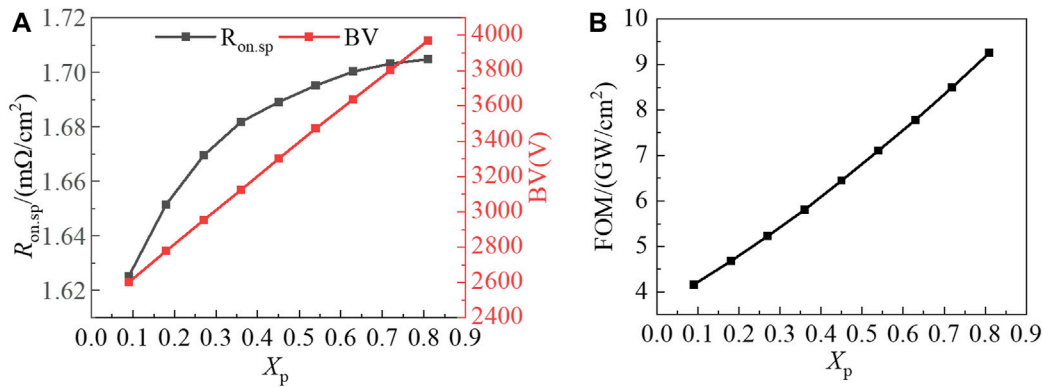 A
R_on.sp/(mΩ/cm²)
1.72
1.70
1.68
1.66
1.64
1.62
R_on.sp BV
4000
3800
3600
3400
3200
3000
2800
2600
2400
BV(V)
0.0 0.1 0.2 0.3 0.4 0.5 0.6 0.7 0.8 0.9
X_p
B
FOM/(GW/cm²)
10
9
8
7
6
5
4
0.0 0.1 0.2 0.3 0.4 0.5 0.6 0.7 0.8 0.9
X_p